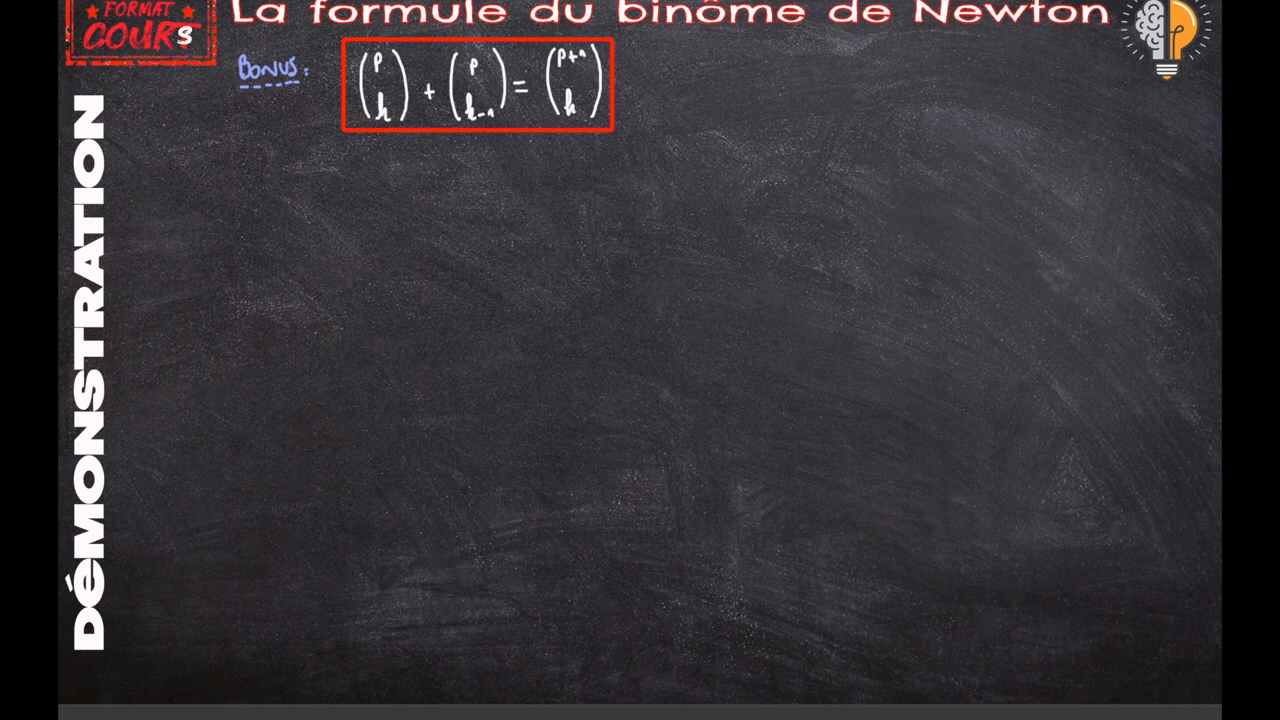 FORMAT
COURS
La formule du binôme de Newton
Bonus:
(p k) + (p k-1) = (p+1 k)
DÉMONSTRATION